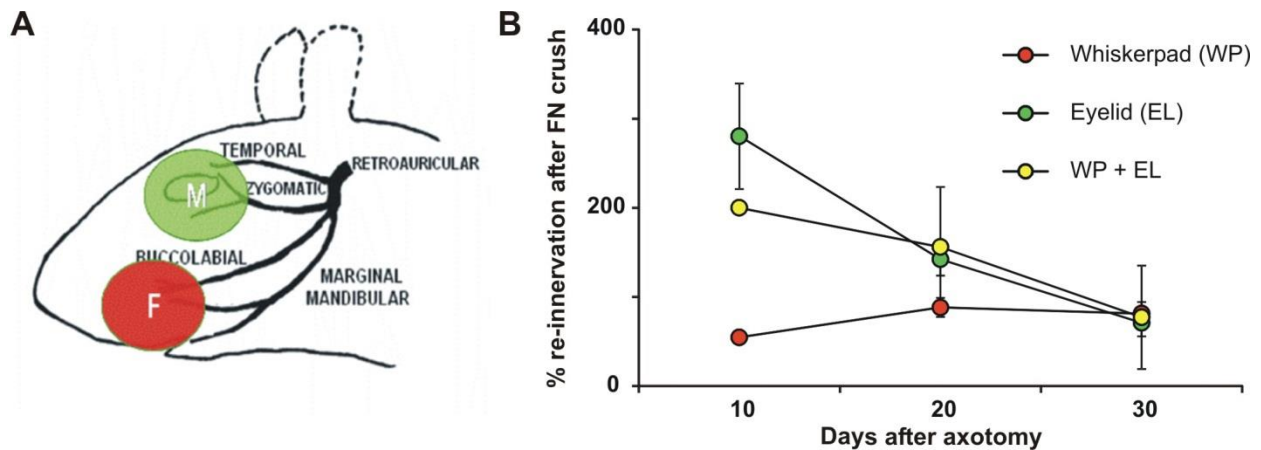 A
TEMPORAL
RETROAURICULAR
ZYGOMATIC
M
BUCCOLABIAL
F
MARGINAL
MANDIBULAR
B
% re-innervation after FN crush
400
200
0
10
20
30
Days after axotomy
Whiskerpad (WP)
Eyelid (EL)
WP + EL